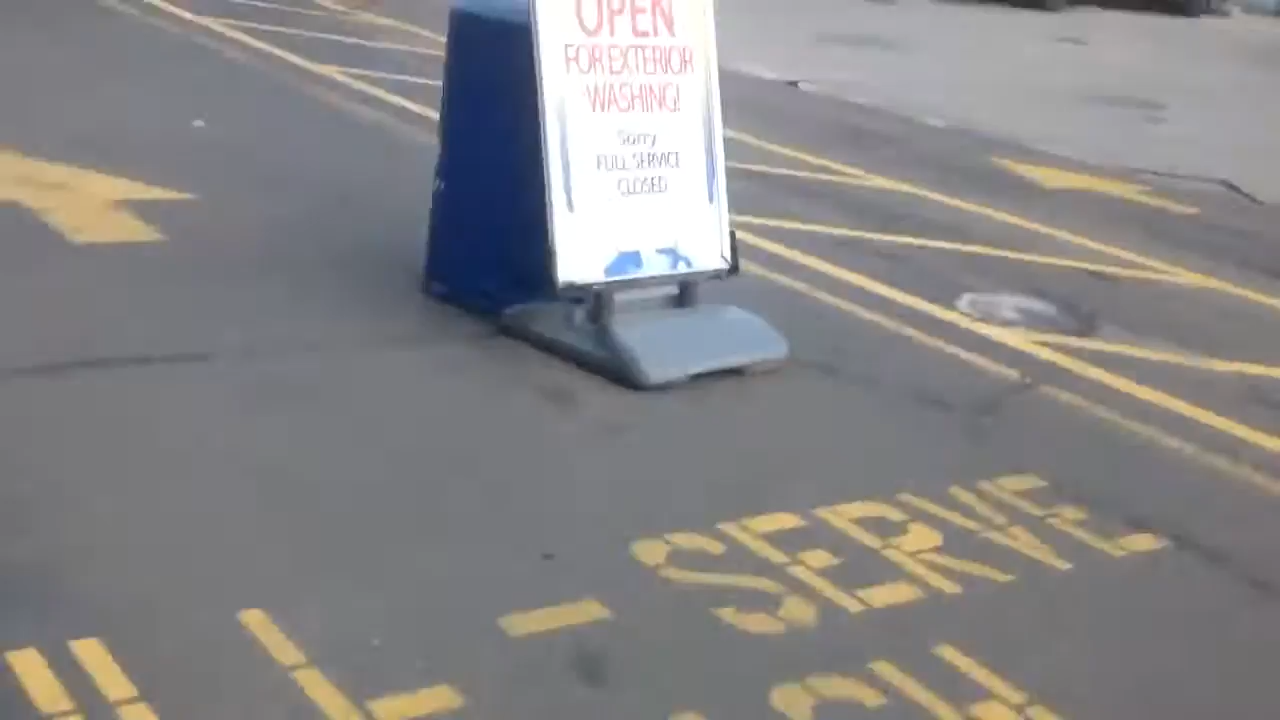 OPEN
FOR EXTERIOR
WASHING!
Sorry
FULL SERVICE
CLOSED
- SERVE